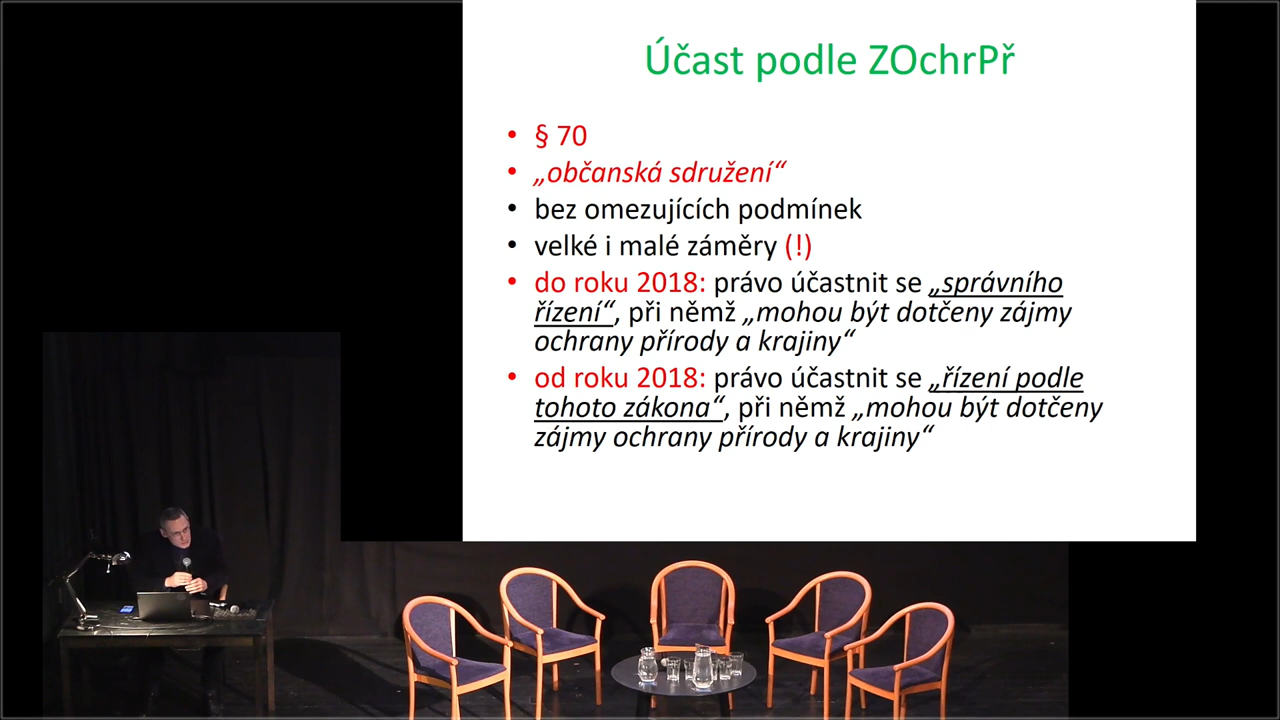 Účast podle ZOchrPř
• § 70
• „občanská sdružení“
• bez omezujících podmínek
• velké i malé záměry (!)
• do roku 2018: právo účastnit se „správního
řízení“, při němž „mohou být dotčeny zájmy
ochrany přírody a krajiny“
• od roku 2018: právo účastnit se „řízení podle
tohoto zákona“, při němž „mohou být dotčeny
zájmy ochrany přírody a krajiny“